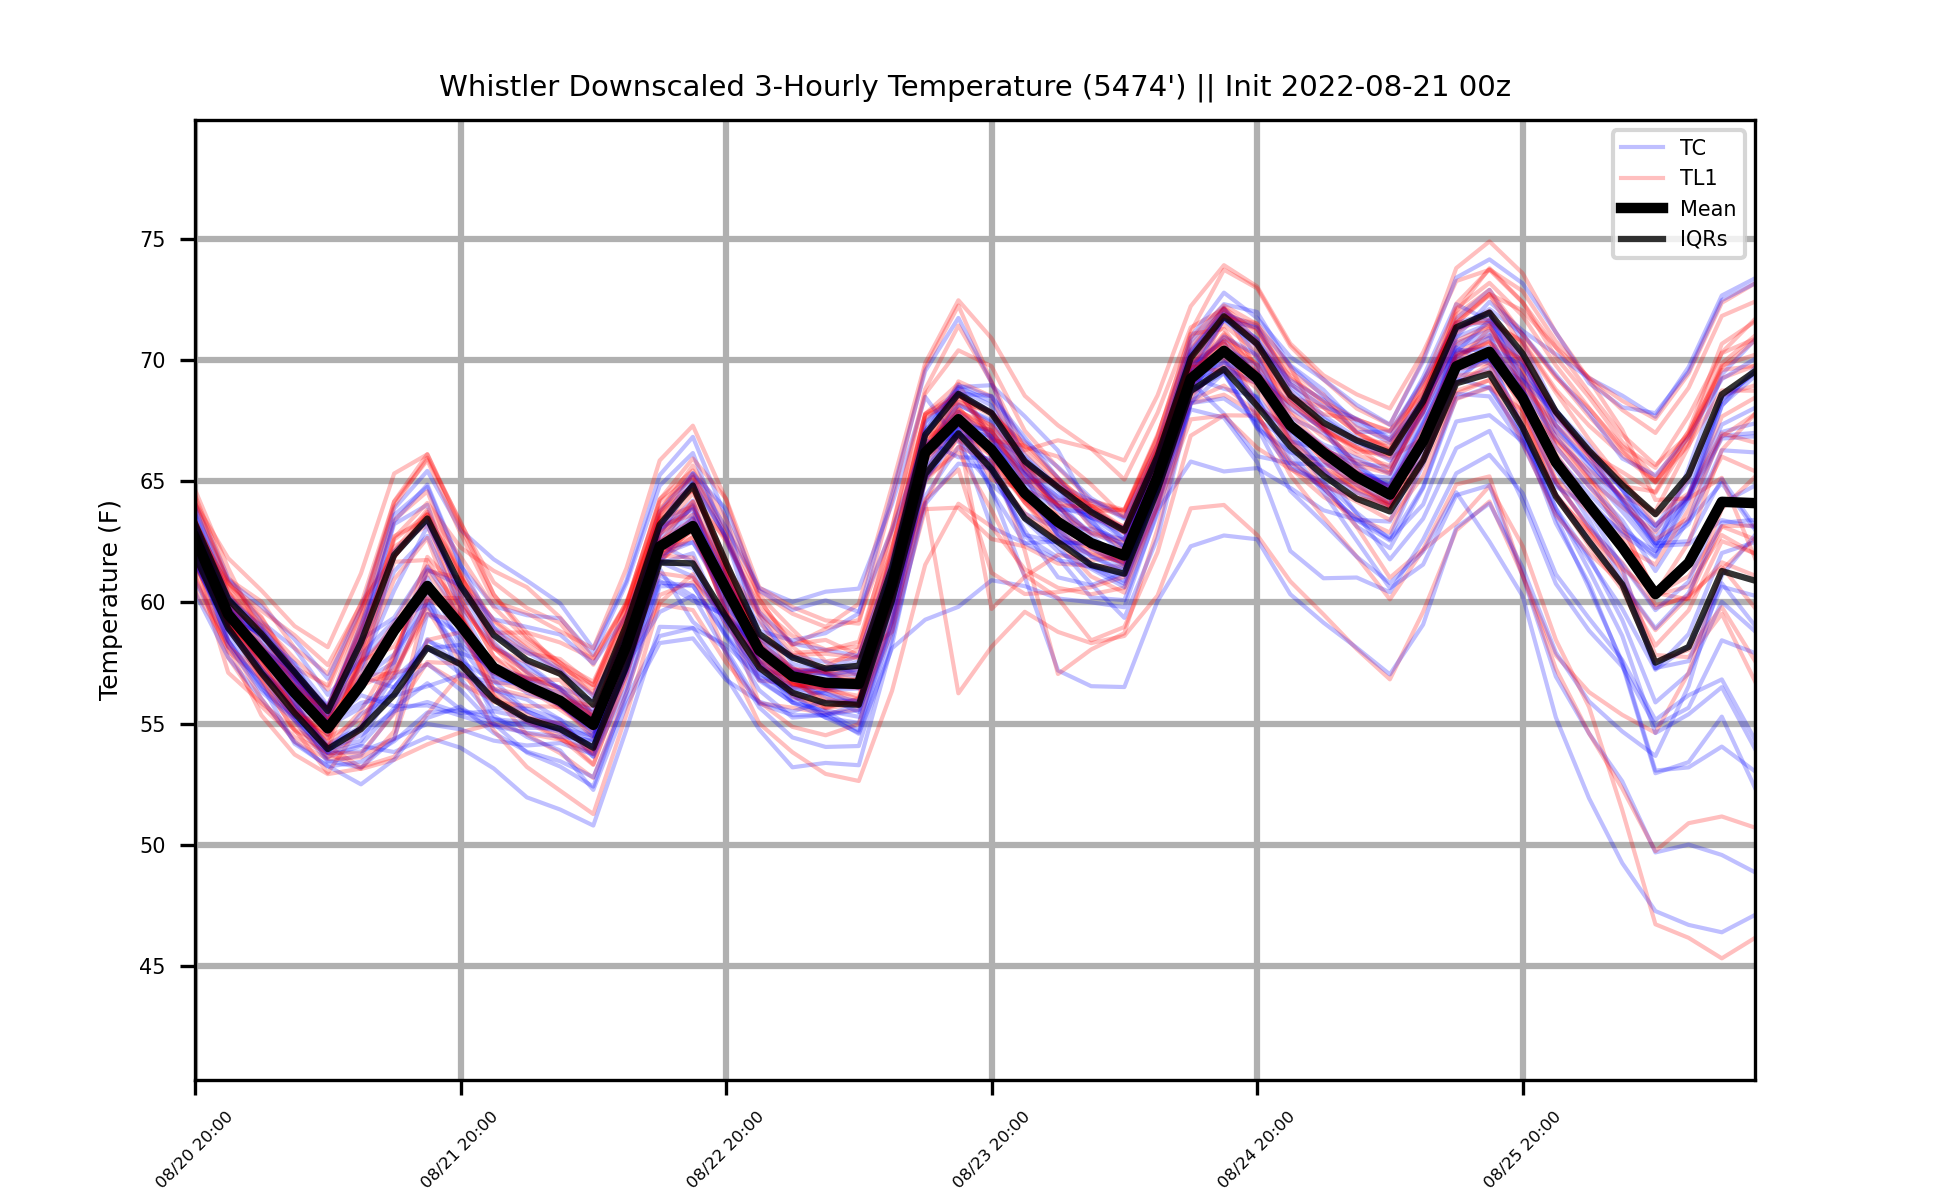 Whistler Downscaled 3-Hourly Temperature (5474') || Init 2022-08-21 00z
TC
TL1
Mean
IQRs
Temperature (F)
75
70
65
60
55
50
45
08/20 20:00
08/21 20:00
08/22 20:00
08/23 20:00
08/24 20:00
08/25 20:00